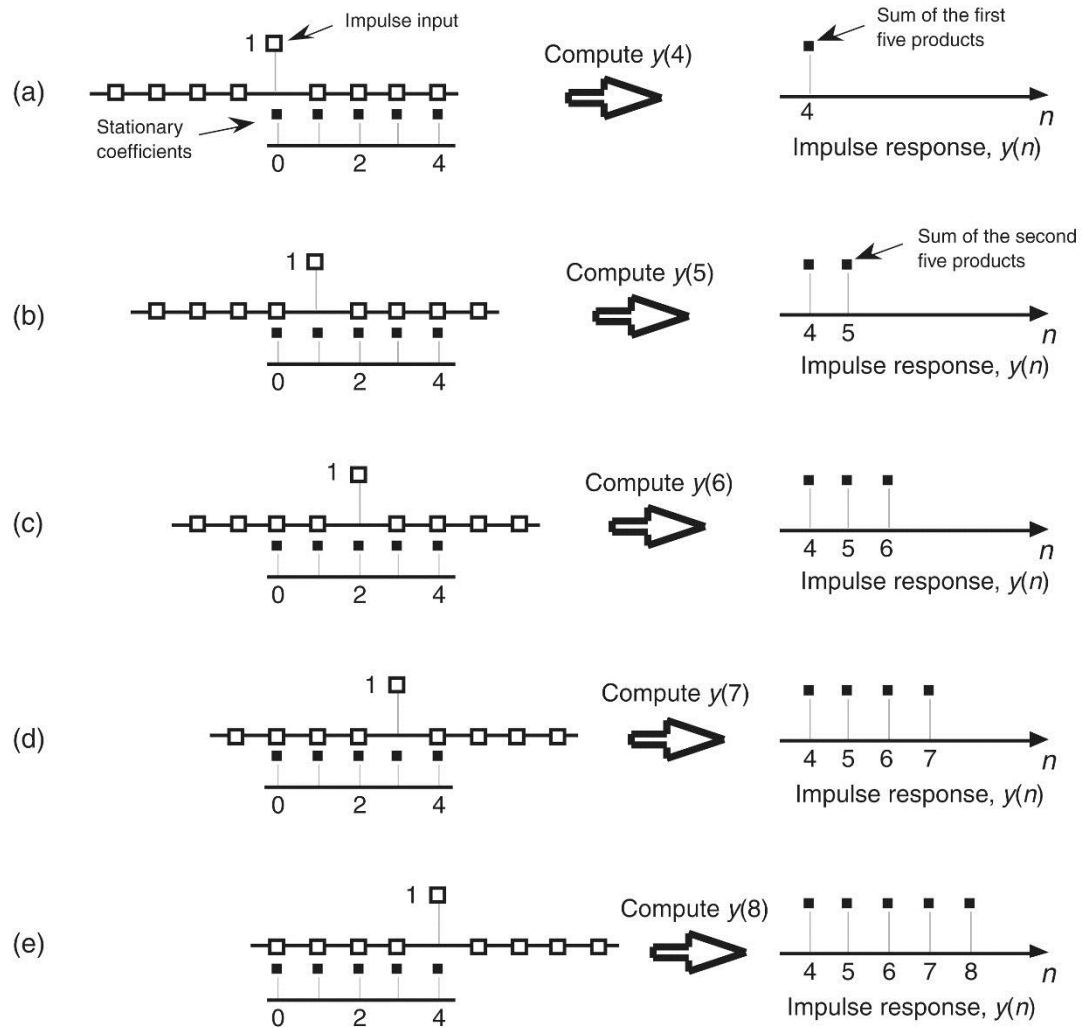 (a)
1
Impulse input
Stationary
coefficients
0 2 4
Compute y(4)
Sum of the first
five products
4
n
Impulse response, y(n)
(b)
1
0 2 4
Compute y(5)
Sum of the second
five products
4 5
n
Impulse response, y(n)
(c)
1
0 2 4
Compute y(6)
4 5 6
n
Impulse response, y(n)
(d)
1
0 2 4
Compute y(7)
4 5 6 7
n
Impulse response, y(n)
(e)
1
0 2 4
Compute y(8)
4 5 6 7 8
n
Impulse response, y(n)